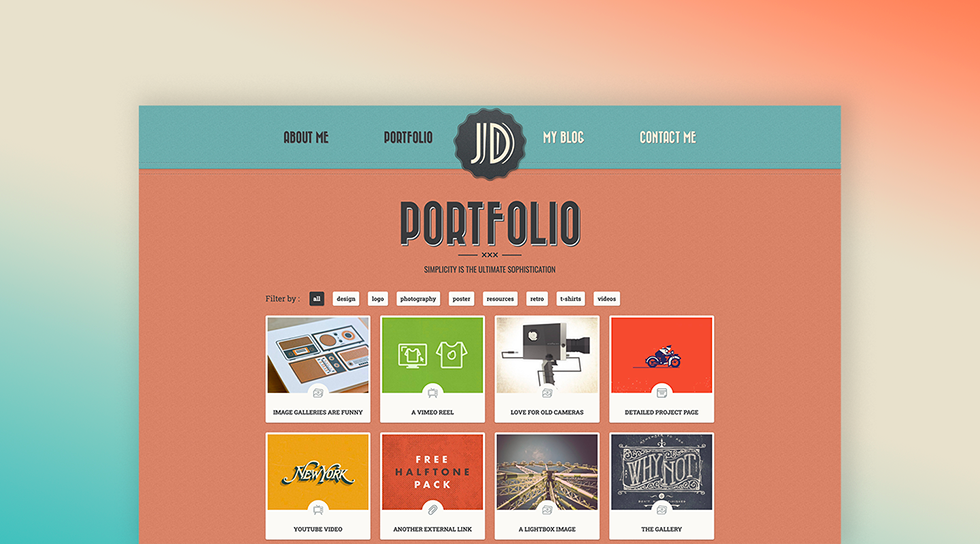 ABOUT ME PORTFOLIO JD MY BLOG CONTACT ME
PORTFOLIO
XXX
SIMPLICITY IS THE ULTIMATE SOPHISTICATION
Filter by : all design logo photography poster resources retro t-shirts videos
IMAGE GALLERIES ARE FUNNY
A VIMEO REEL
LOVE FOR OLD CAMERAS
DETAILED PROJECT PAGE
NEW YORK
YOUTUBE VIDEO
FREE
HALFTONE
PACK
ANOTHER EXTERNAL LINK
A LIGHTBOX IMAGE
WHY NOT
THE GALLERY